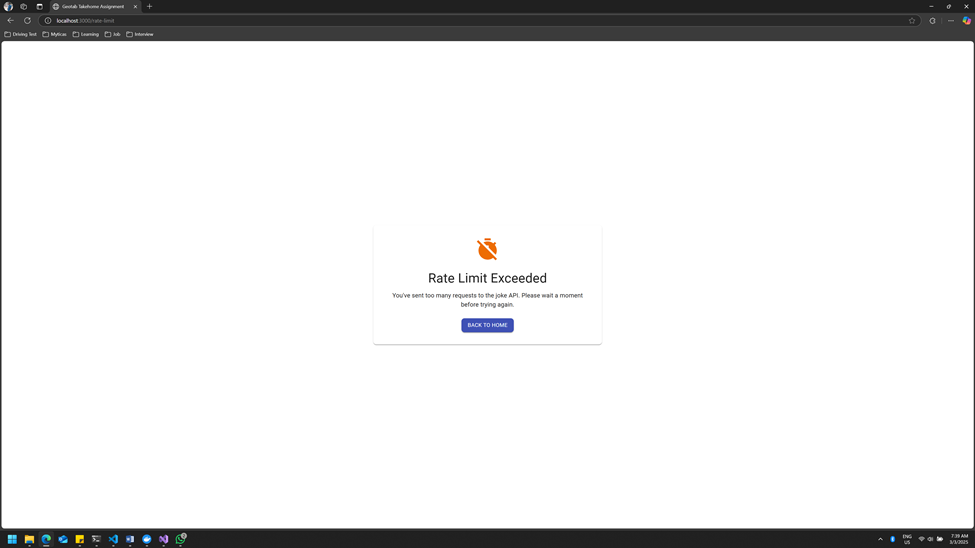 Geotab Takehome Assignment
localhost:3000/rate-limit
Driving Test
Myticas
Learning
Job
Interview
Rate Limit Exceeded
You've sent too many requests to the joke API. Please wait a moment
before trying again.
BACK TO HOME
ENG
US
7:39 AM
3/3/2025